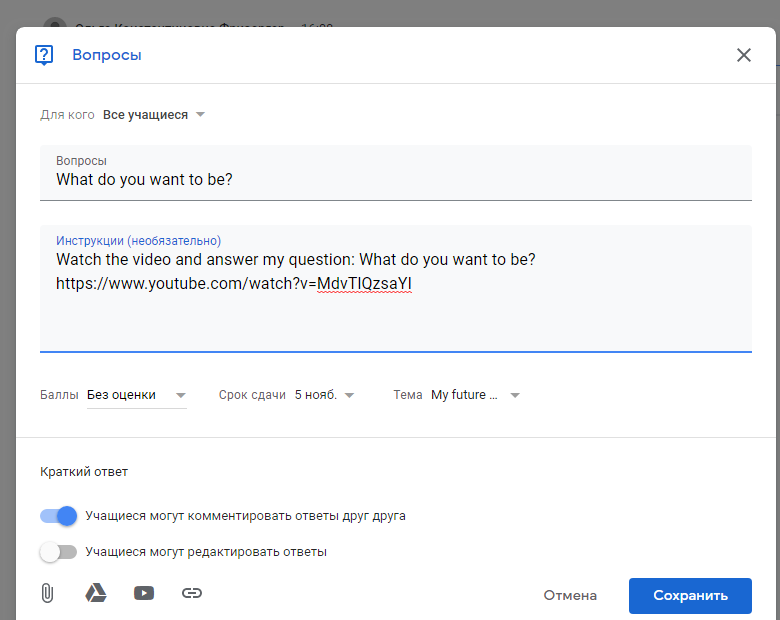 Вопросы
Для кого Все учащиеся
Вопросы
What do you want to be?
Инструкции (необязательно)
Watch the video and answer my question: What do you want to be?
https://www.youtube.com/watch?v=MdvTIQzsaYI
Баллы Без оценки Срок сдачи 5 нояб. Тема My future ...
Краткий ответ
Учащиеся могут комментировать ответы друг друга
Учащиеся могут редактировать ответы
Отмена Сохранить